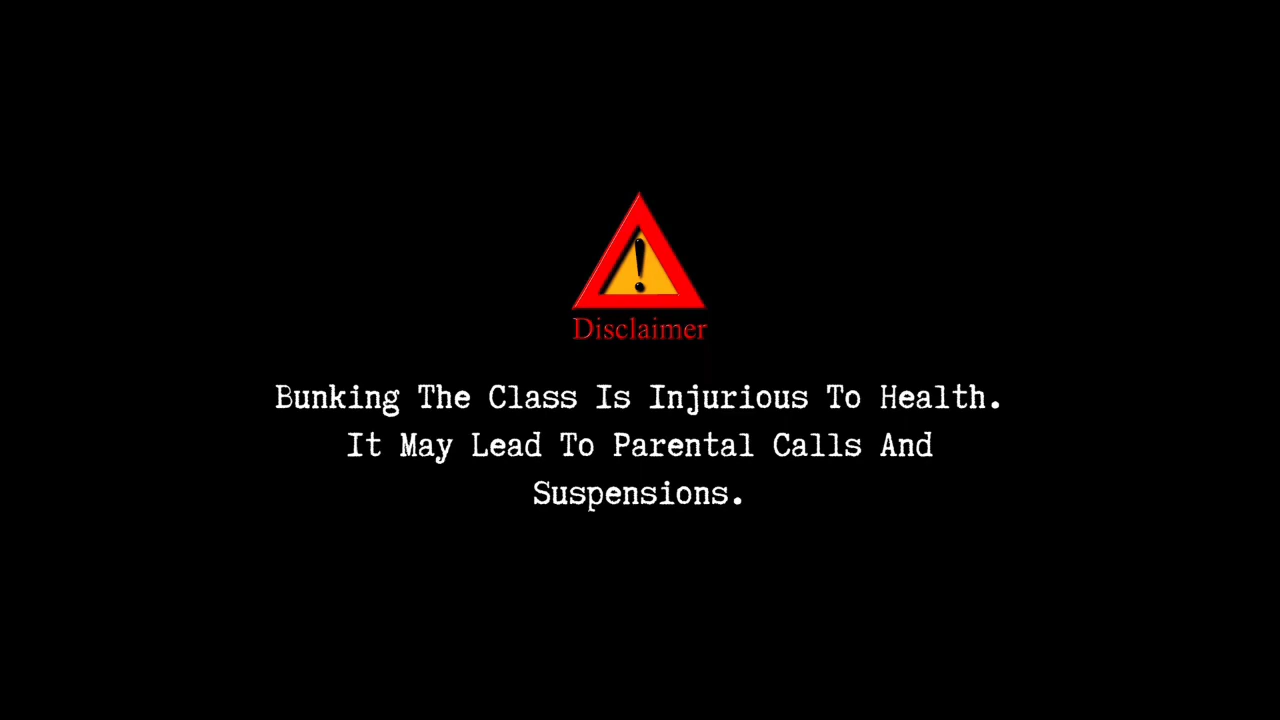 Disclaimer
Bunking The Class Is Injurious To Health.
It May Lead To Parental Calls And
Suspensions.